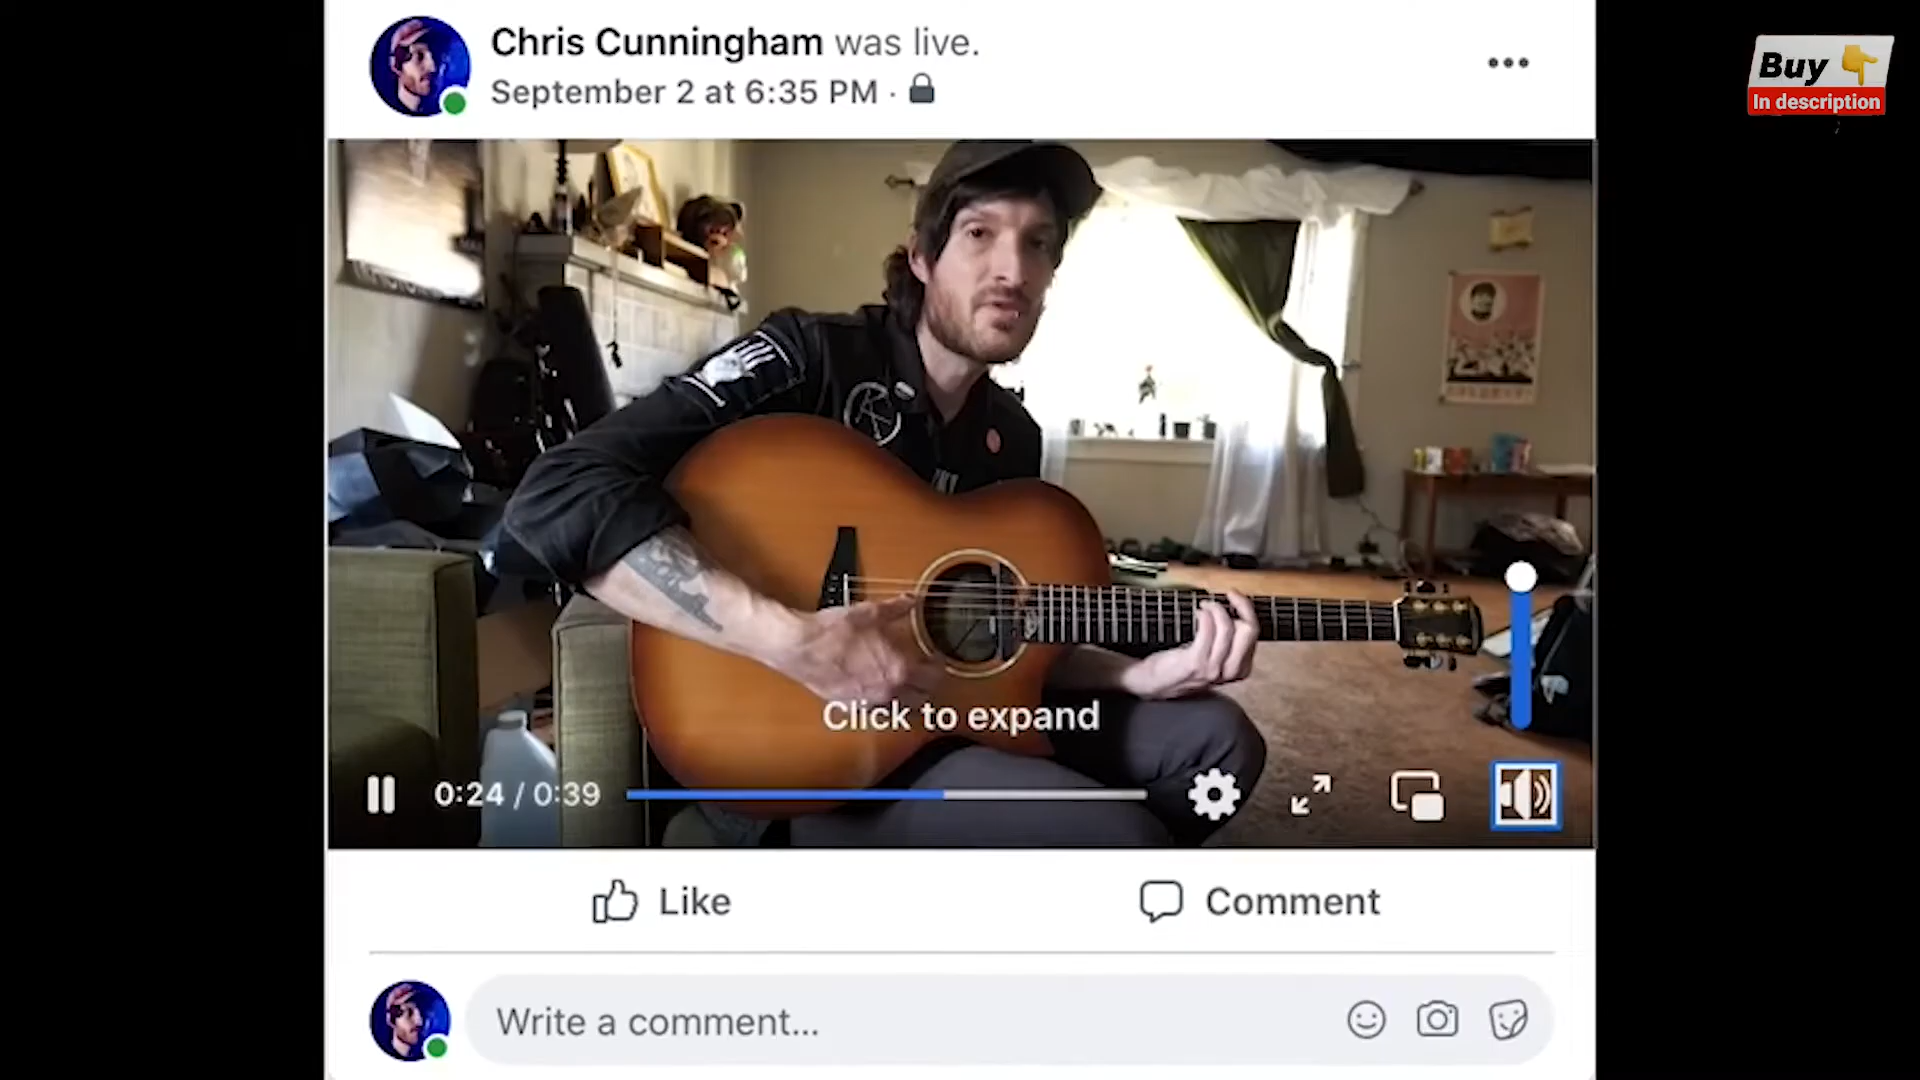 Chris Cunningham was live.
September 2 at 6:35 PM ·
Buy
In description
Click to expand
0:24 / 0:39
Like
Comment
Write a comment...